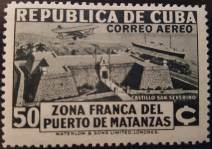 REPUBLICA DE CUBA
CORREO AEREO
CASTILLO SAN SEVERINO
50 ZONA FRANCA DEL C
PUERTO DE MATANZAS
WATERLOW & SONS LIMITED, LONDRES.